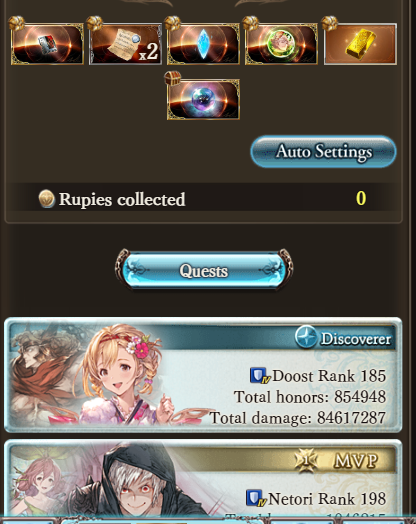 x2
Auto Settings
Rupies collected 0
Quests
Discoverer
Doost Rank 185
Total honors: 854948
Total damage: 84617287
MVP
Netori Rank 198